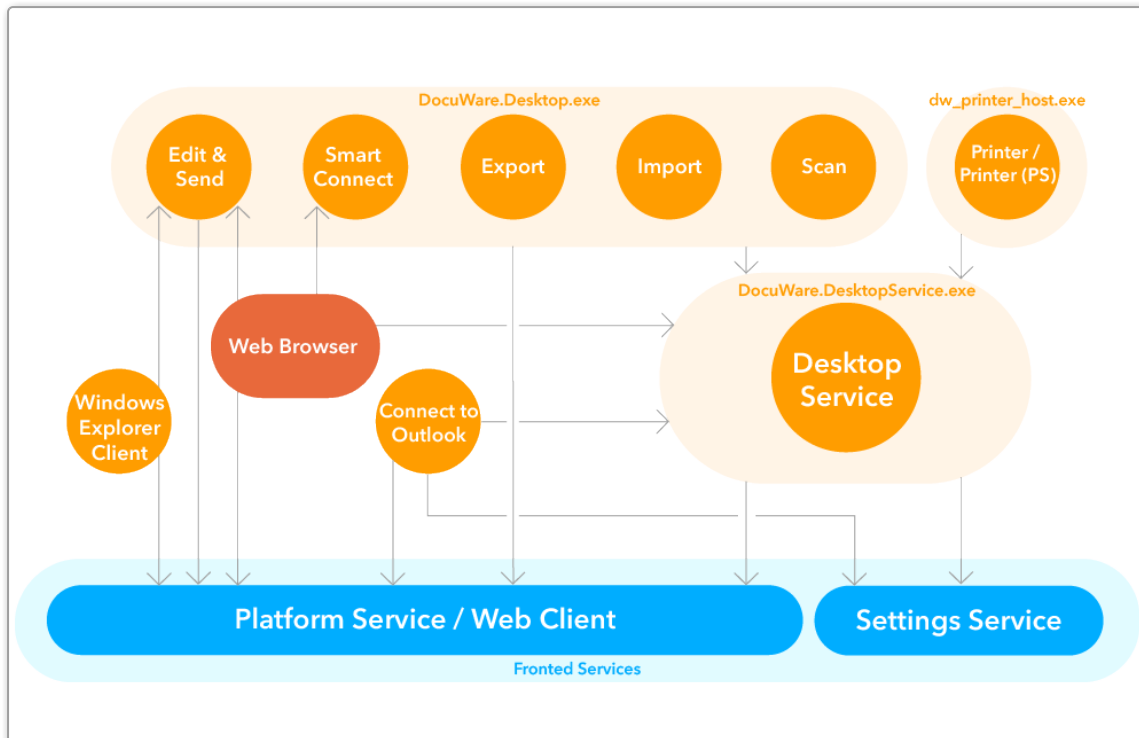 DocuWare.Desktop.exe
dw_printer_host.exe
Edit &
Send
Smart
Connect
Export
Import
Scan
Printer /
Printer (PS)
DocuWare.DesktopService.exe
Web Browser
Desktop
Service
Windows
Explorer
Client
Connect to
Outlook
Platform Service / Web Client
Settings Service
Fronted Services